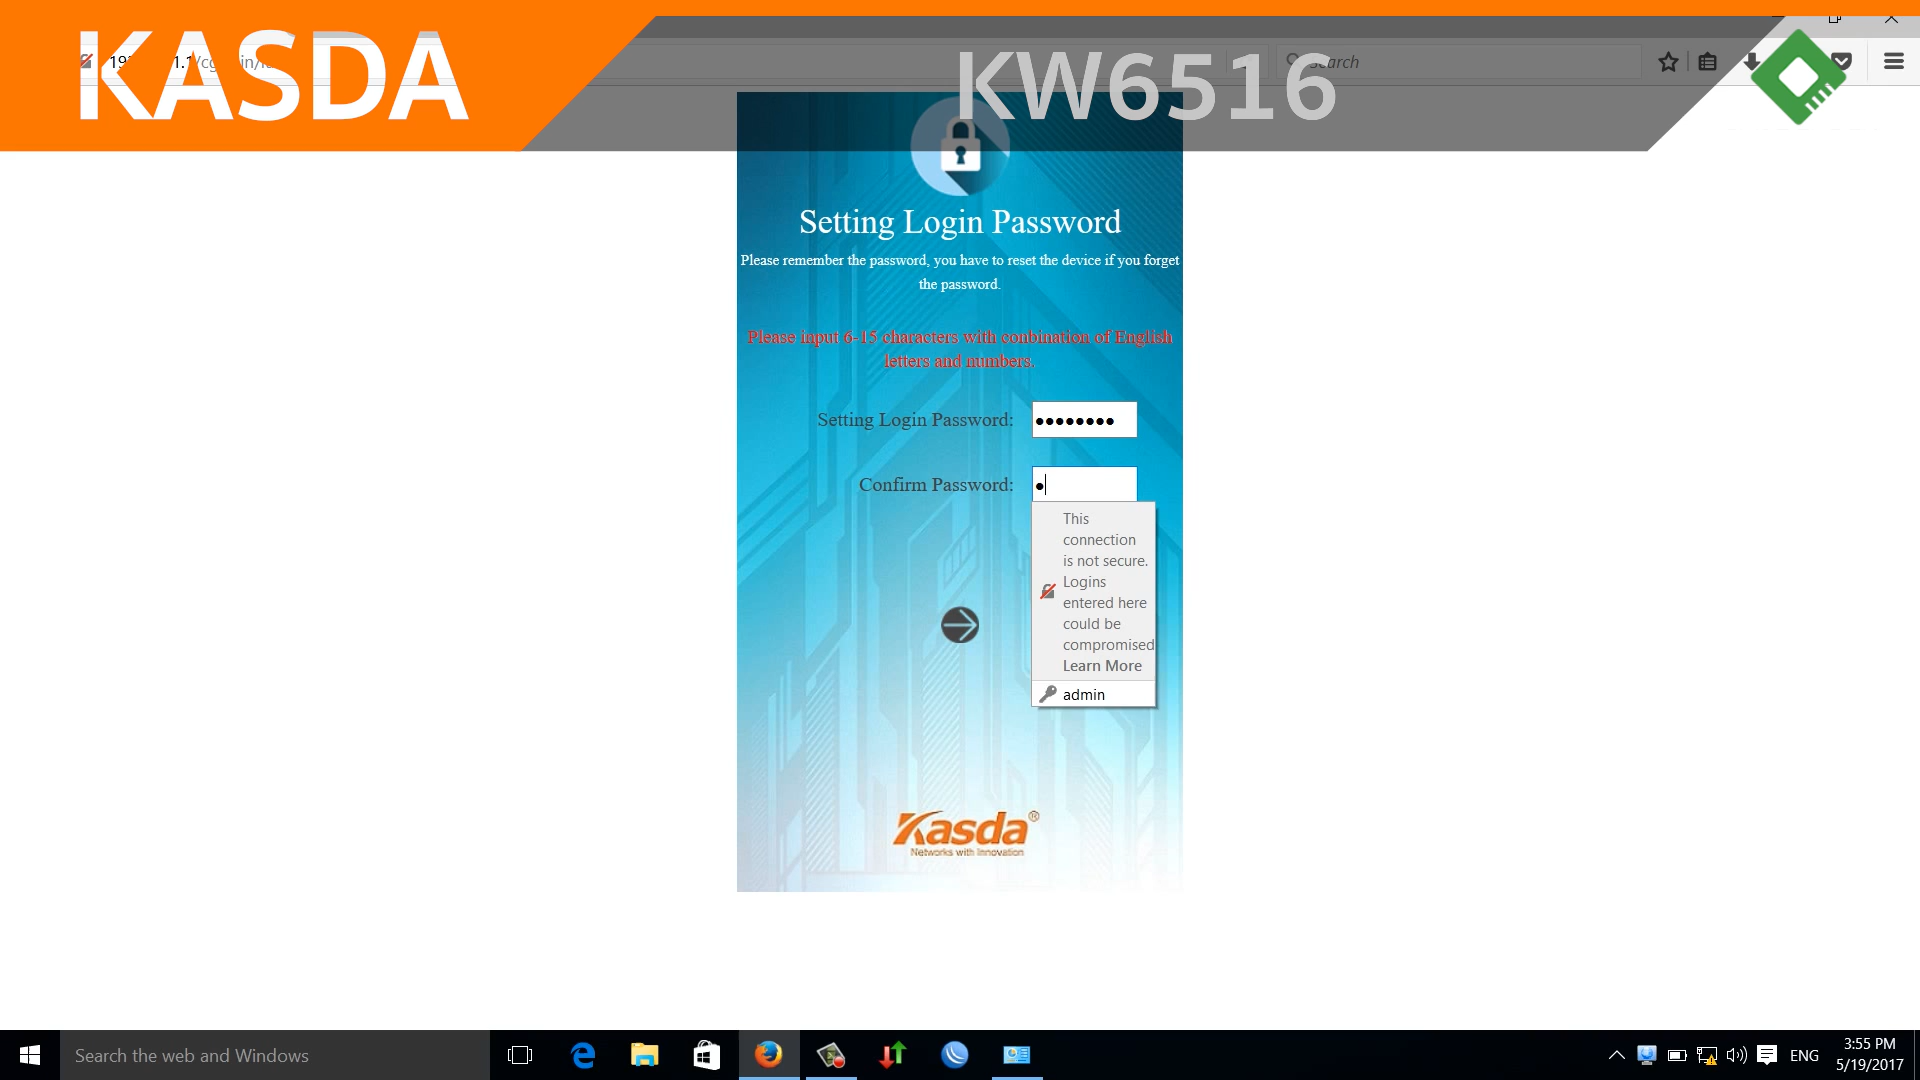 KASDA
KW6516
Setting Login Password
Please remember the password, you have to reset the device if you forget
the password.
Please input 6-15 characters with conbination of English
letters and numbers.
Setting Login Password:
Confirm Password:
This
connection
is not secure.
Logins
entered here
could be
compromised
Learn More
admin
Kasda®
Networks with Innovation
Search the web and Windows
ENG
3:55 PM
5/19/2017